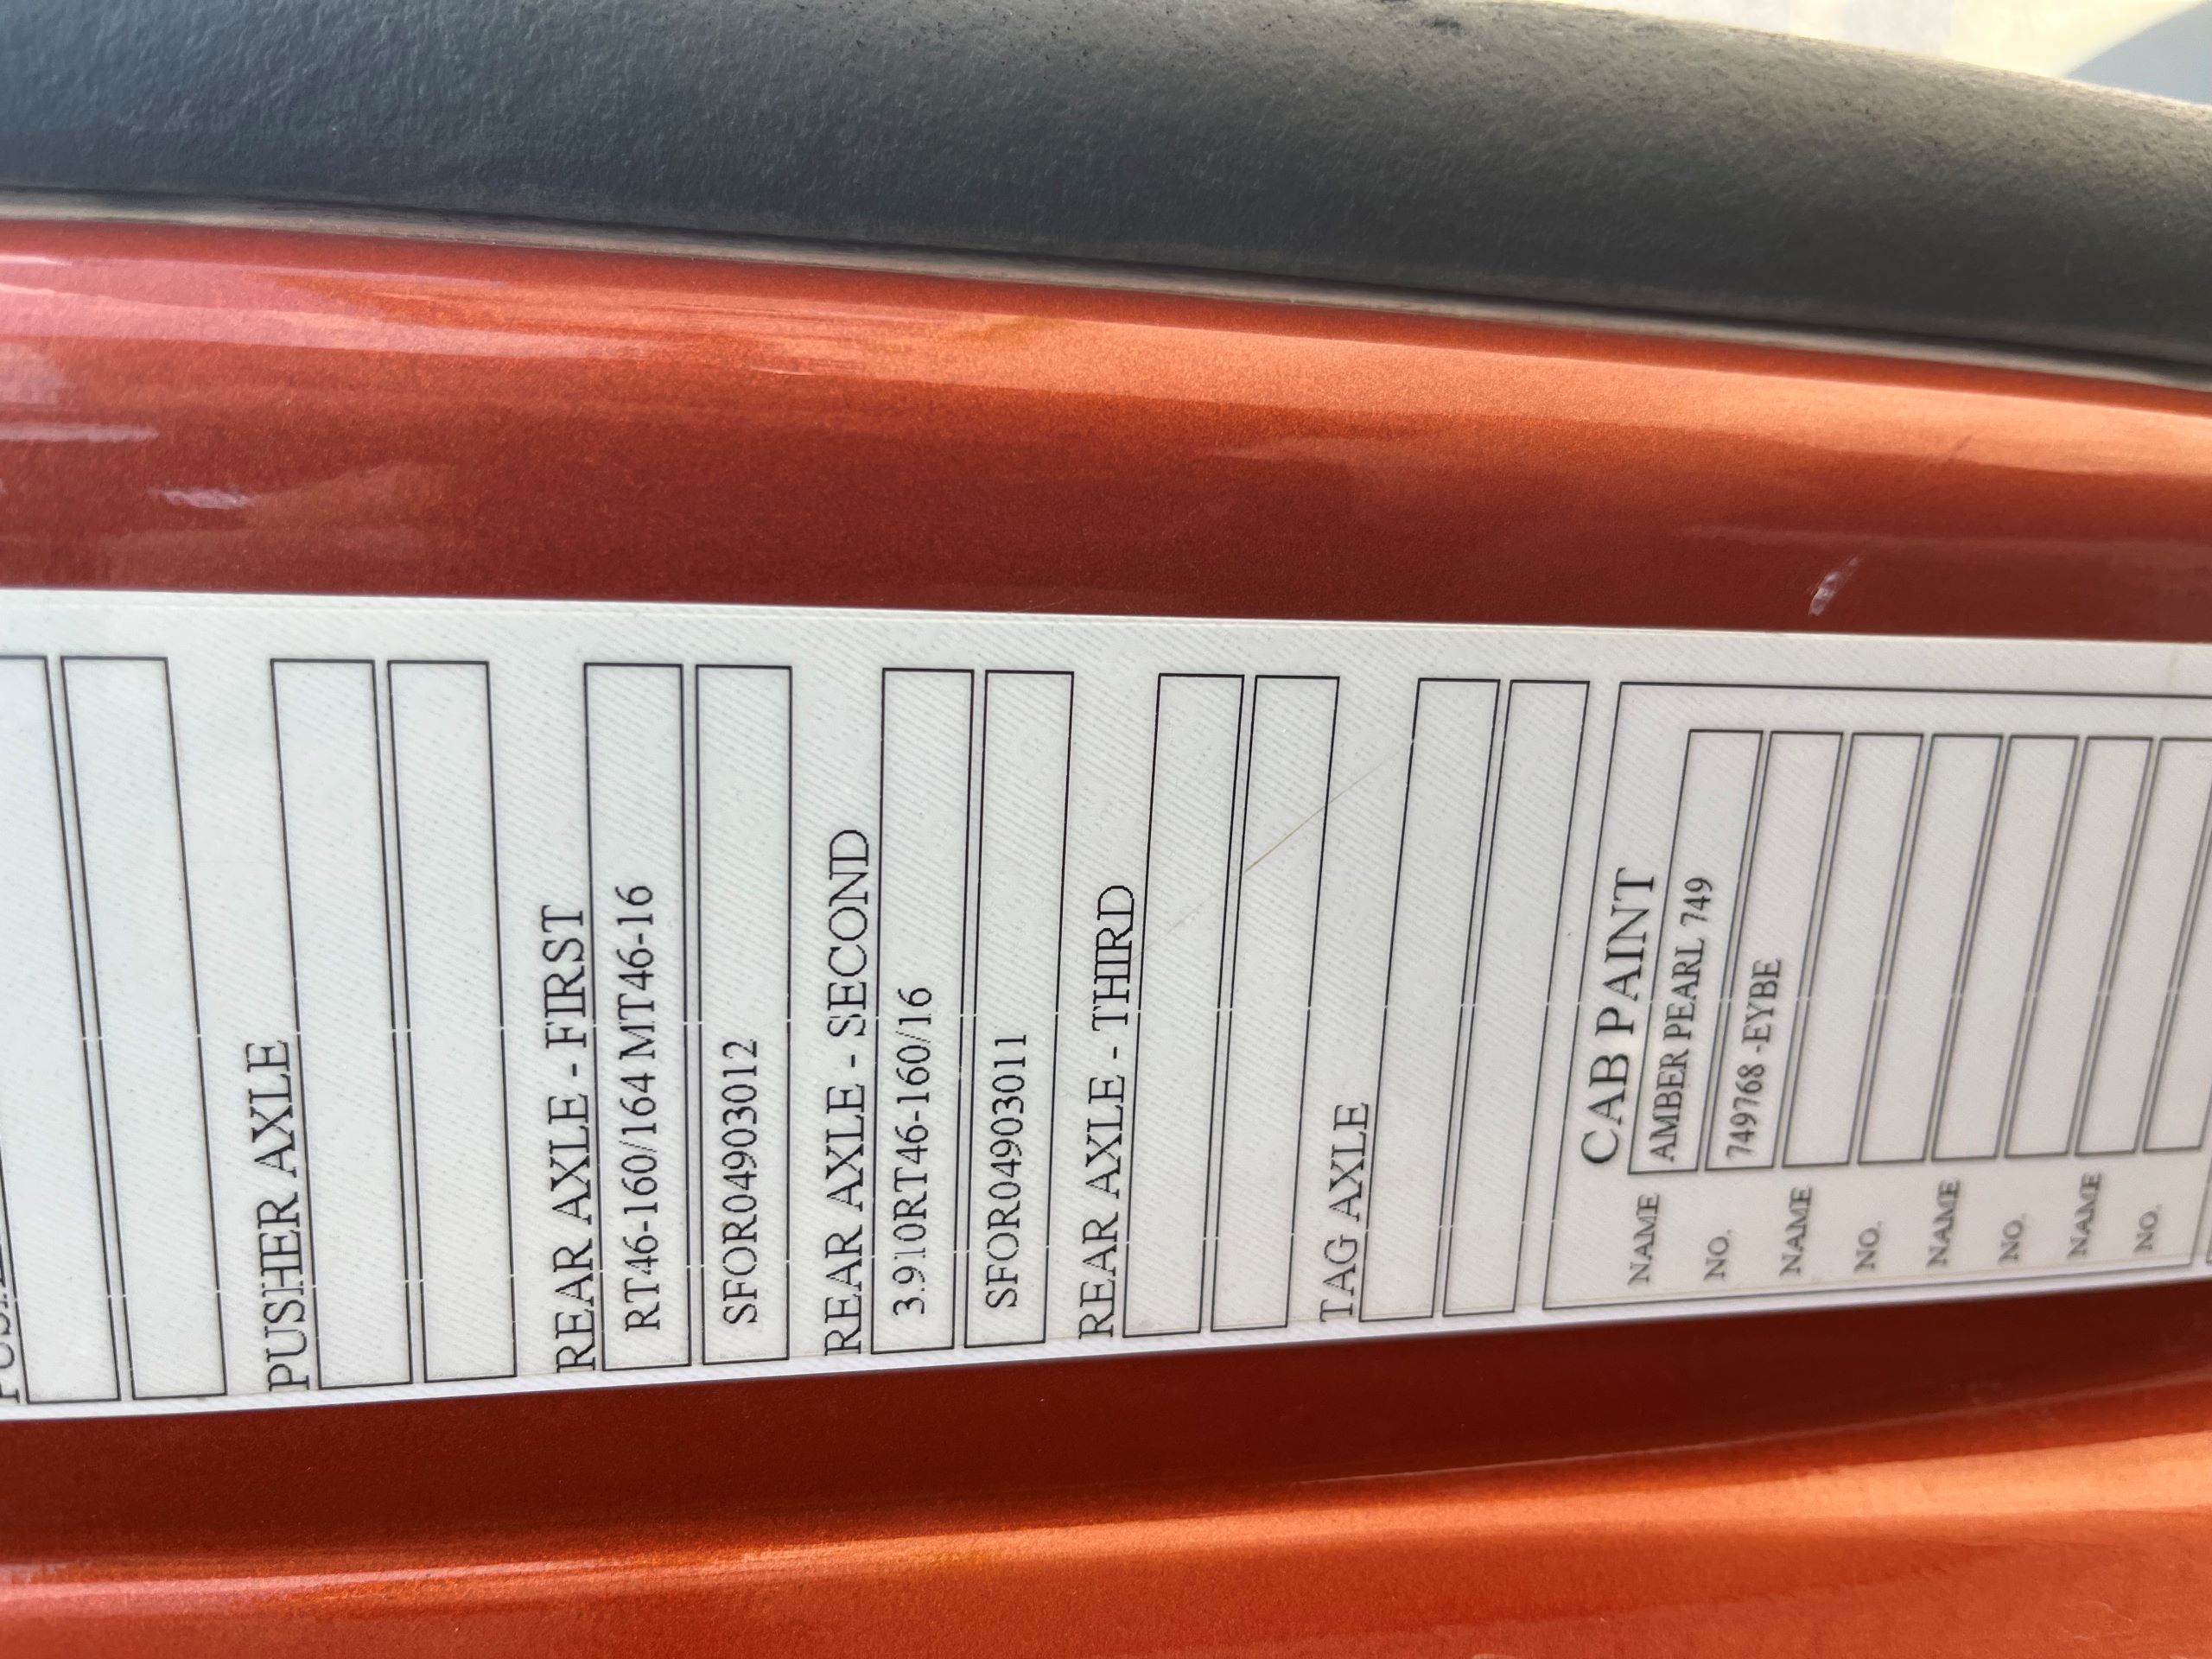 PUSHER AXLE
REAR AXLE - FIRST
RT46-160/164 MT46-16
SFOR04903012
REAR AXLE - SECOND
3.910RT46-160/16
SFOR04903011
REAR AXLE - THIRD
TAG AXLE
CAB PAINT
NAME AMBER PEARL 749
NO. 749768 -EYBE
NAME
NO.
NAME
NO.
NAME
NO.